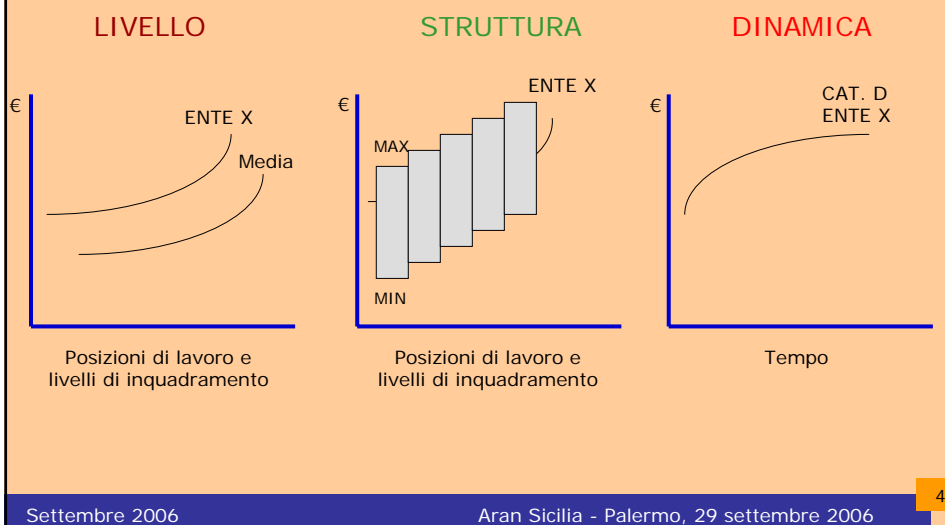 LIVELLO
STRUTTURA
DINAMICA
€
ENTE X
Media
Posizioni di lavoro e
livelli di inquadramento
€
ENTE X
MAX
MIN
Posizioni di lavoro e
livelli di inquadramento
€
CAT. D
ENTE X
Tempo
4
Settembre 2006
Aran Sicilia - Palermo, 29 settembre 2006